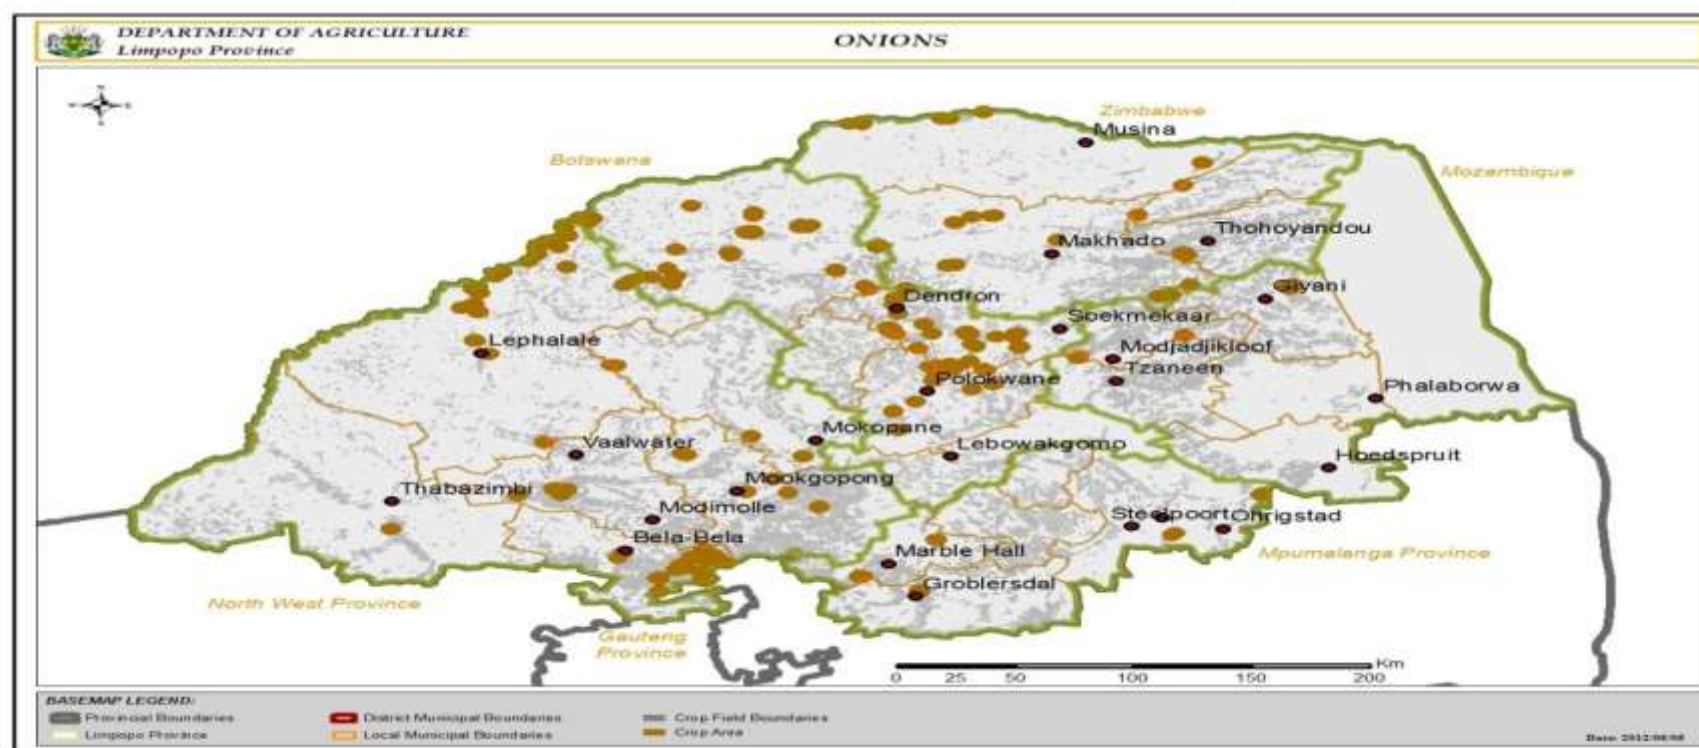 DEPARTMENT OF AGRICULTURE
Limpopo Province
ONIONS
N
Zimbabwe
Musina
Botswana
Mozambique
Thohoyandou
Makhado
Giyani
Dendron
Soekmekaar
Lephalale
Modjadjikloof
Tzaneen
Polokwane
Phalaborwa
Mokopane
Vaalwater
Lebowakgomo
Hoedspruit
Mookgopong
Thabazimbi
Modimolle
Steelpoort
Ohrigstad
Bela-Bela
Marble Hall
Mpumalanga Province
Groblersdal
North West Province
Gauteng
Province
Km
0 25 50 100 150 200
BASEMAP LEGEND:
Provincial Boundaries
District Municipal Boundaries
Crop Field Boundaries
Limpopo Province
Local Municipal Boundaries
Crop Area